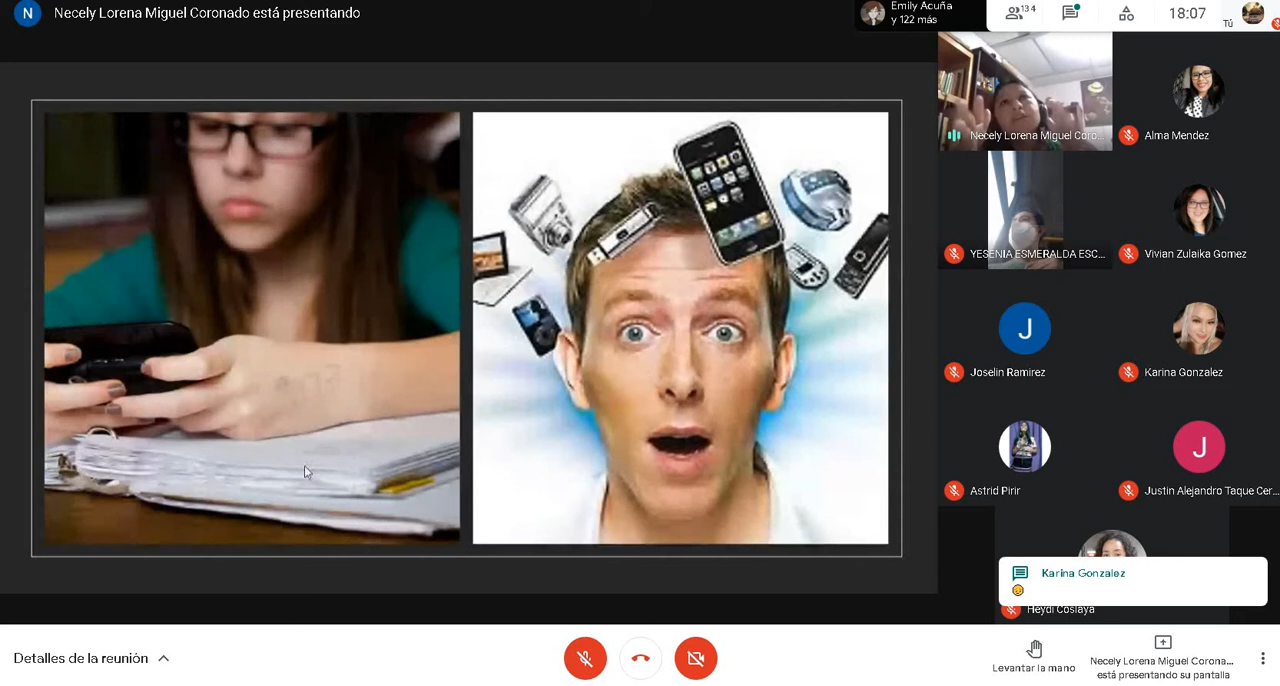 N
Necely Lorena Miguel Coronado está presentando
Emily Acuña
y 122 más
134
18:07
Tú
Necely Lorena Miguel Coro...
Alma Mendez
YESENIA ESMERALDA ESC...
Vivian Zulaika Gomez
J
Joselin Ramirez
Karina Gonzalez
Astrid Pirir
J
Justin Alejandro Taque Cer...
Karina Gonzalez
Heydi Coslaya
Detalles de la reunión
Levantar la mano
Necely Lorena Miguel Corona...
está presentando su pantalla